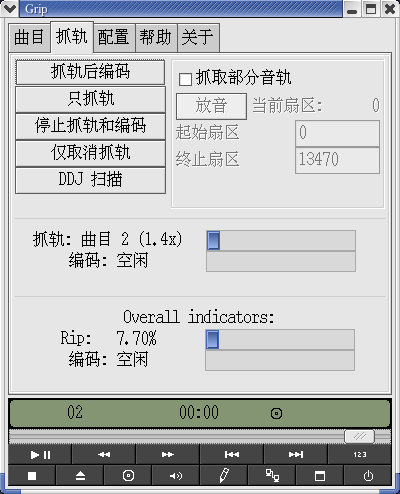 Grip
曲目 抓轨 配置 帮助 关于
抓轨后编码
只抓轨
停止抓轨和编码
仅取消抓轨
DDJ 扫描
抓取部分音轨
放音 当前扇区: 0
起始扇区 0
终止扇区 13470
抓轨: 曲目 2 (1.4x)
编码: 空闲
Overall indicators:
Rip: 7.70%
编码: 空闲
02 00:00
123